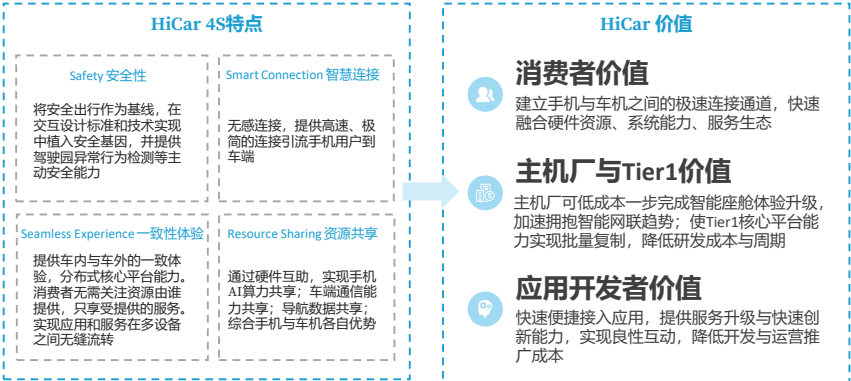 HiCar 4S特点
Safety 安全性
将安全出行作为基线，在
交互设计标准和技术实现
中植入安全基因，并提供
驾驶园异常行为检测等主
动安全能力
Smart Connection 智慧连接
无感连接，提供高速、极
简的连接引流手机用户到
车端
Seamless Experience 一致性体验
提供车内与车外的一致体
验，分布式核心平台能力。
消费者无需关注资源由谁
提供，只享受提供的服务。
实现应用和服务在多设备
之间无缝流转
Resource Sharing 资源共享
通过硬件互助，实现手机
AI算力共享；车端通信能
力共享；导航数据共享；
综合手机与车机各自优势
HiCar 价值
消费者价值
建立手机与车机之间的极速连接通道，快速
融合硬件资源、系统能力、服务生态
主机厂与Tier1价值
主机厂可低成本一步完成智能座舱体验升级，
加速拥抱智能网联趋势；使Tier1核心平台能
力实现批量复制，降低研发成本与周期
应用开发者价值
快速便捷接入应用，提供服务升级与快速创
新能力，实现良性互动，降低开发与运营推
广成本